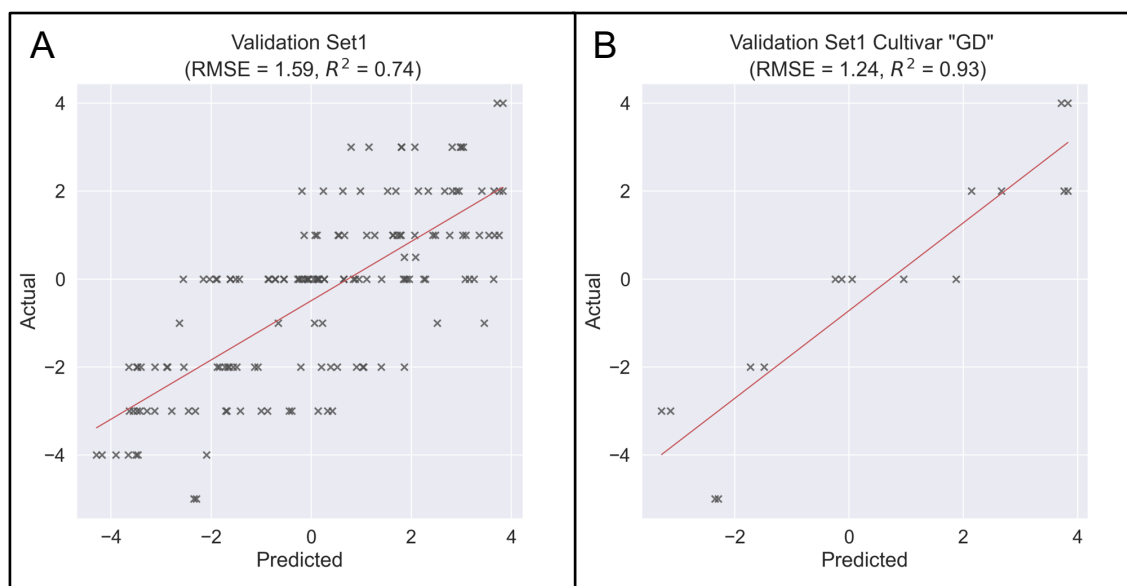 A
Validation Set1
(RMSE = 1.59, R² = 0.74)
4
2
0
−2
−4
Actual
−4 −2 0 2 4
Predicted
B
Validation Set1 Cultivar "GD"
(RMSE = 1.24, R² = 0.93)
4
2
0
−2
−4
Actual
−2 0 2 4
Predicted